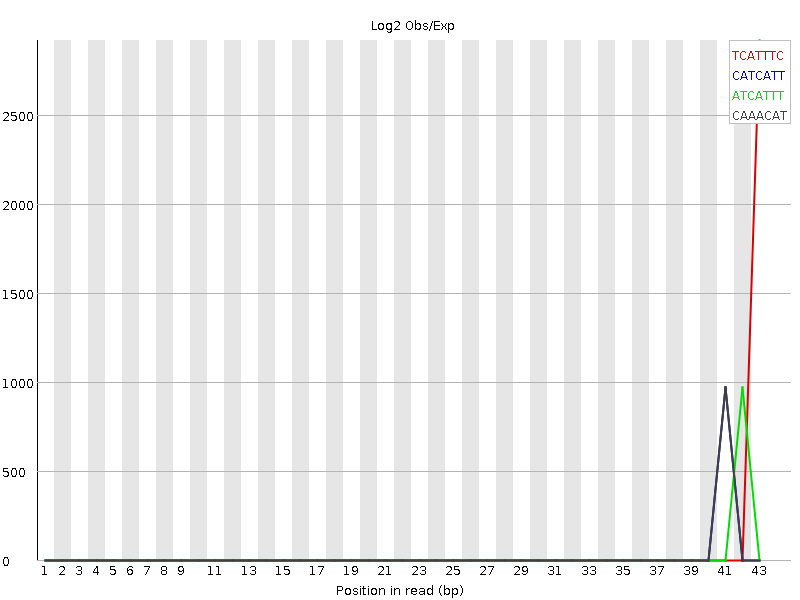 Log2 Obs/Exp
TCATTTC
CATCATT
ATCATTT
CAAACAT
2500
2000
1500
1000
500
0
1 2 3 4 5 6 7 8 9 11 13 15 17 19 21 23 25 27 29 31 33 35 37 39 41 43
Position in read (bp)